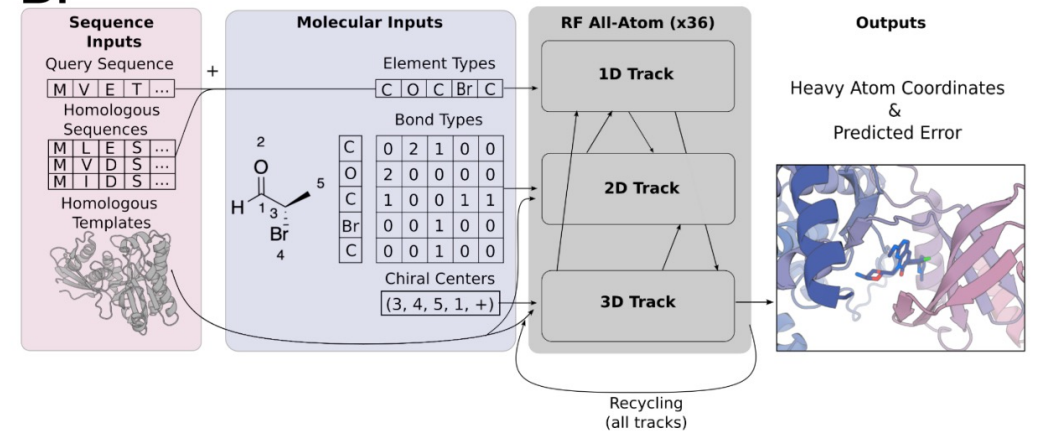 Sequence
Inputs
Query Sequence
M V E T ...
Homologous
Sequences
M L E S ...
M V D S ...
M I D S ...
Homologous
Templates
+
Molecular Inputs
Element Types
C O C Br C
Bond Types
C 0 2 1 0 0
O 2 0 0 0 0
C 1 0 0 1 1
Br 0 0 1 0 0
C 0 0 1 0 0
2
O
5
H
1
3
Br
4
Chiral Centers
(3, 4, 5, 1, +)
RF All-Atom (x36)
1D Track
2D Track
3D Track
Recycling
(all tracks)
Outputs
Heavy Atom Coordinates
&
Predicted Error